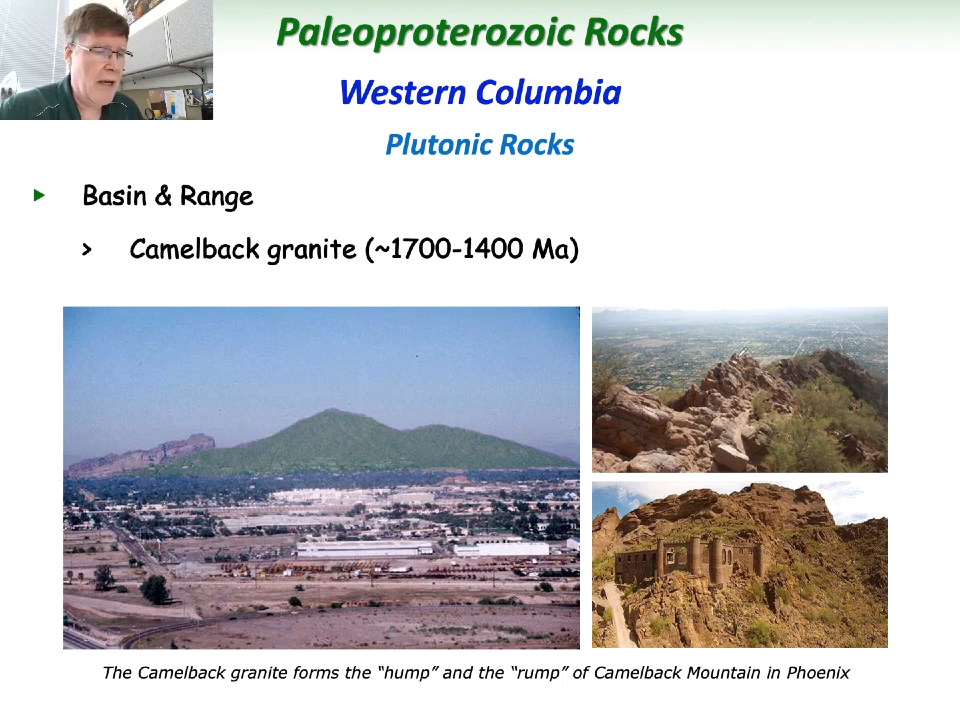 Paleoproterozoic Rocks
Western Columbia
Plutonic Rocks
Basin & Range
> Camelback granite (~1700-1400 Ma)
The Camelback granite forms the “hump” and the “rump” of Camelback Mountain in Phoenix